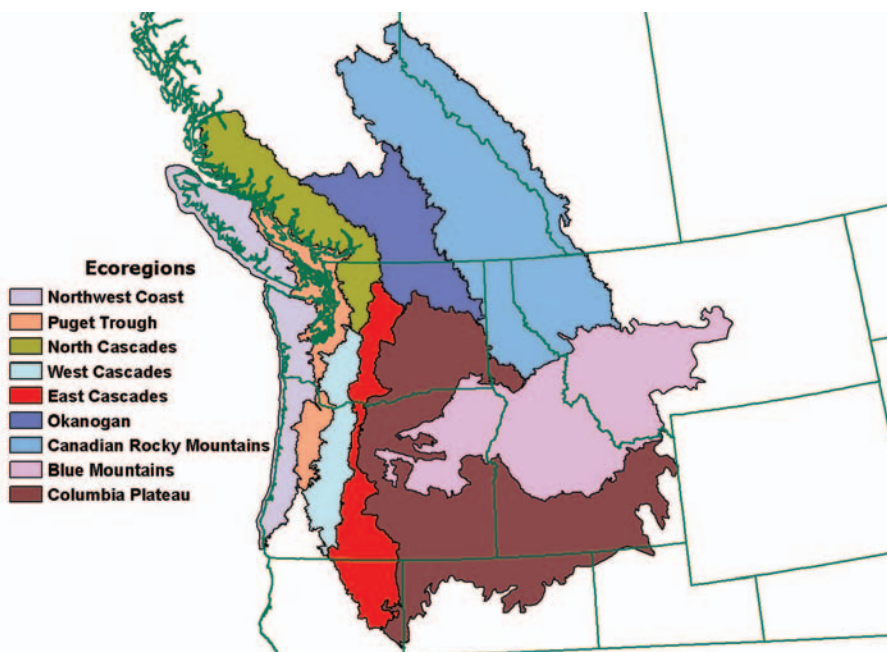 Ecoregions
Northwest Coast
Puget Trough
North Cascades
West Cascades
East Cascades
Okanogan
Canadian Rocky Mountains
Blue Mountains
Columbia Plateau